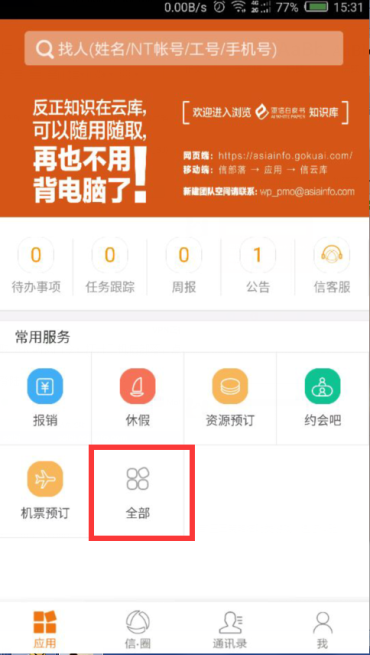 0.00B/s 77% 15:31
找人(姓名/NT帐号/工号/手机号)
反正知识在云库,
可以随用随取,
再也不用
背电脑了!
欢迎进入浏览 知识库
网页端: https://asiainfo.gokuai.com/
移动端: 信部落 → 应用 → 信云库
新建团队空间请联系: wp_pmo@asiainfo.com
0 0 0 1
待办事项 任务跟踪 周报 公告 信客服
常用服务
报销 休假 资源预订 约会吧
机票预订 全部
应用 信·圈 通讯录 我